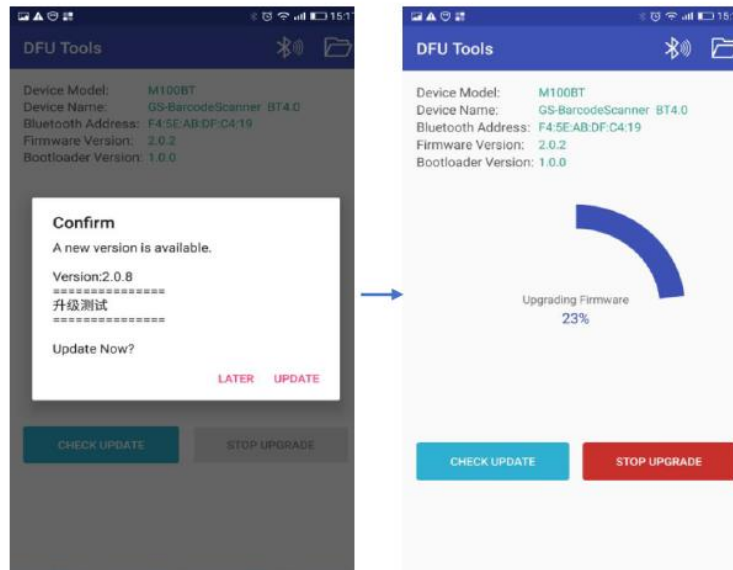 15:1
DFU Tools
Device Model: M100BT
Device Name: GS-BarcodeScanner BT4.0
Bluetooth Address: F4:5E:AB:DF:C4:19
Firmware Version: 2.0.2
Bootloader Version: 1.0.0
Confirm
A new version is available.
Version:2.0.8
===============
升级测试
===============
Update Now?
LATER UPDATE
CHECK UPDATE STOP UPGRADE
15:1
DFU Tools
Device Model: M100BT
Device Name: GS-BarcodeScanner BT4.0
Bluetooth Address: F4:5E:AB:DF:C4:19
Firmware Version: 2.0.2
Bootloader Version: 1.0.0
Upgrading Firmware
23%
CHECK UPDATE STOP UPGRADE